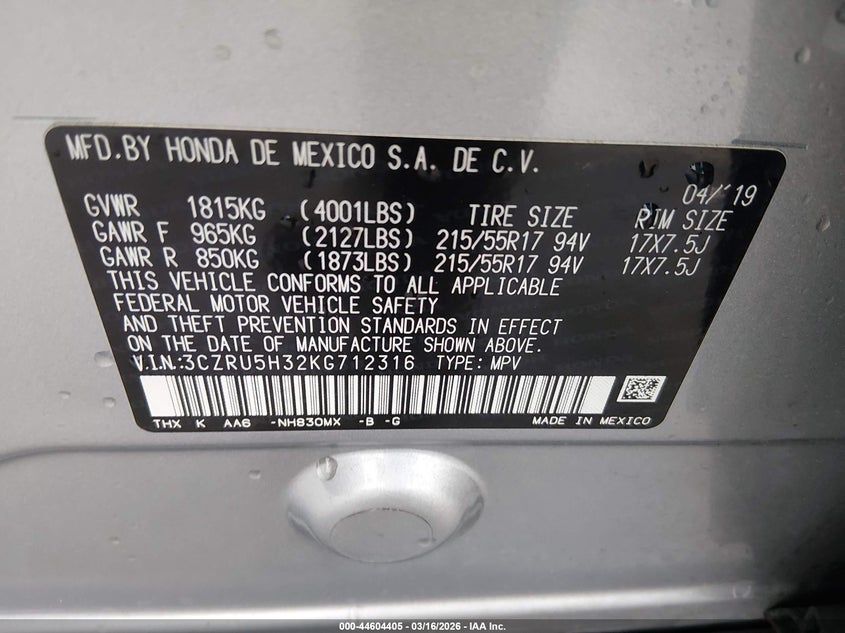 MFD.BY HONDA DE MEXICO S.A. DE C.V.
04/'19
GVWR 1815KG (4001LBS) TIRE SIZE RIM SIZE
GAWR F 965KG (2127LBS) 215/55R17 94V 17X7.5J
GAWR R 850KG (1873LBS) 215/55R17 94V 17X7.5J
THIS VEHICLE CONFORMS TO ALL APPLICABLE
FEDERAL MOTOR VEHICLE SAFETY
AND THEFT PREVENTION STANDARDS IN EFFECT
ON THE DATE OF MANUFACTURE SHOWN ABOVE.
V.I.N.:3CZRU5H32KG712316 TYPE: MPV
THX K AA6 -NH830MX -B -G MADE IN MEXICO
000-44604405 - 03/16/2026 - IAA Inc.